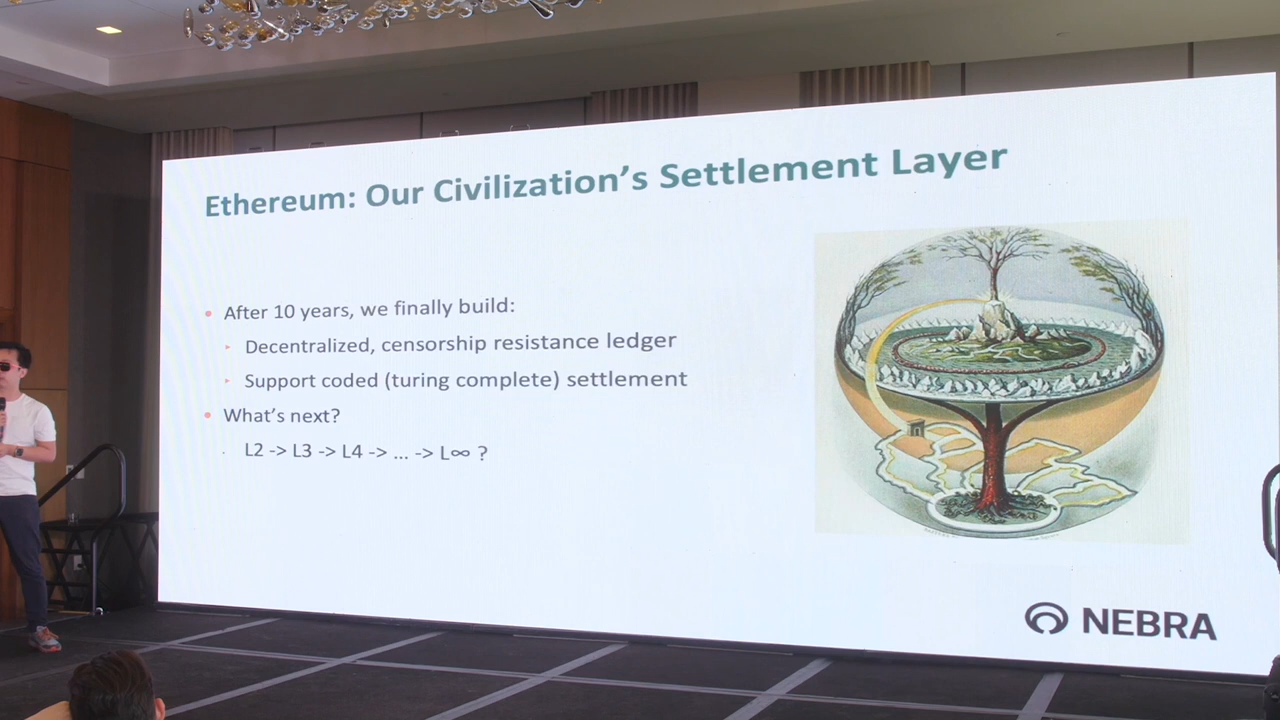 Ethereum: Our Civilization’s Settlement Layer
• After 10 years, we finally build:
‣ Decentralized, censorship resistance ledger
‣ Support coded (turing complete) settlement
• What’s next?
· L2 -> L3 -> L4 -> ... -> L∞ ?
NEBRA